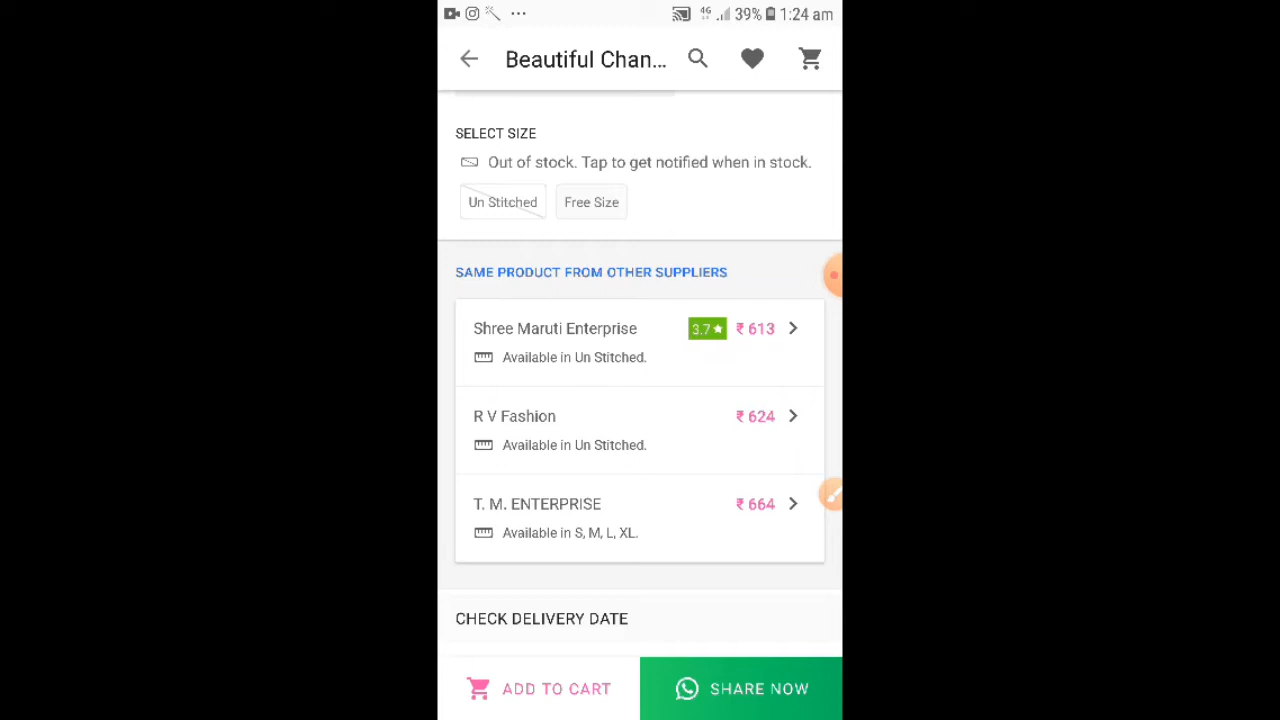 39% 1:24 am
Beautiful Chan...
SELECT SIZE
Out of stock. Tap to get notified when in stock.
Un Stitched Free Size
SAME PRODUCT FROM OTHER SUPPLIERS
Shree Maruti Enterprise 3.7 ₹ 613
Available in Un Stitched.
R V Fashion ₹ 624
Available in Un Stitched.
T. M. ENTERPRISE ₹ 664
Available in S, M, L, XL.
CHECK DELIVERY DATE
ADD TO CART SHARE NOW